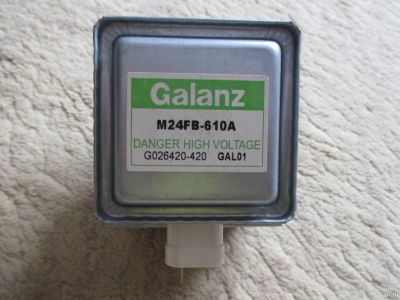 Galanz
M24FB-610A
DANGER HIGH VOLTAGE
G026420-420 GAL01